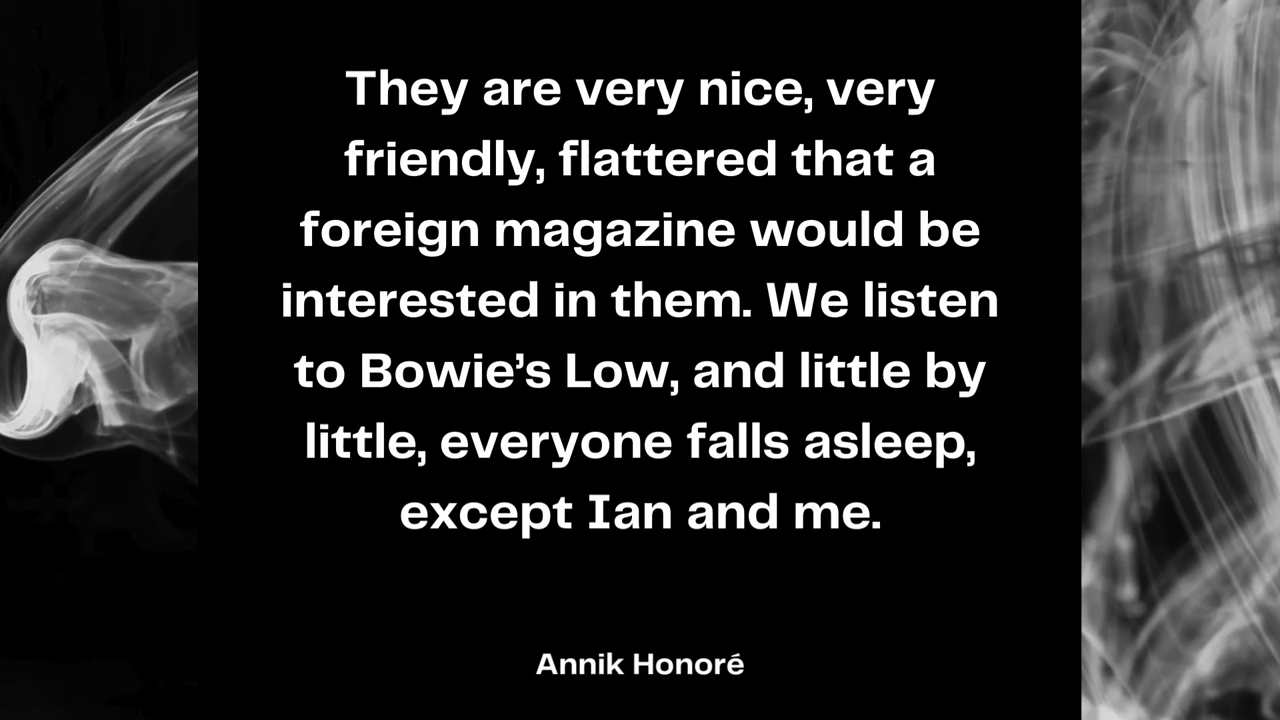 They are very nice, very
friendly, flattered that a
foreign magazine would be
interested in them. We listen
to Bowie’s Low, and little by
little, everyone falls asleep,
except Ian and me.
Annik Honoré